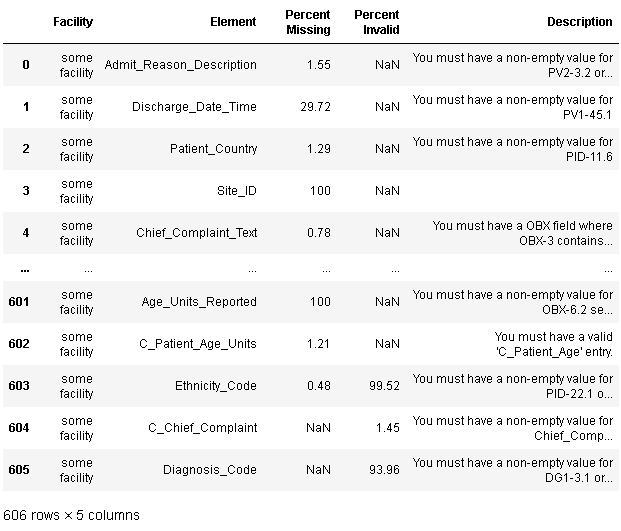 Facility Element Percent Missing Percent Invalid Description
0 some facility Admit_Reason_Description 1.55 NaN You must have a non-empty value for PV2-3.2 or...
1 some facility Discharge_Date_Time 29.72 NaN You must have a non-empty value for PV1-45.1
2 some facility Patient_Country 1.29 NaN You must have a non-empty value for PID-11.6
3 some facility Site_ID 100 NaN
4 some facility Chief_Complaint_Text 0.78 NaN You must have a OBX field where OBX-3 contains...
... ... ... ... ... ...
601 some facility Age_Units_Reported 100 NaN You must have a non-empty value for OBX-6.2 se...
602 some facility C_Patient_Age_Units 1.21 NaN You must have a valid 'C_Patient_Age' entry.
603 some facility Ethnicity_Code 0.48 99.52 You must have a non-empty value for PID-22.1 o...
604 some facility C_Chief_Complaint NaN 1.45 You must have a non-empty value for Chief_Comp...
605 some facility Diagnosis_Code NaN 93.96 You must have a non-empty value for DG1-3.1 or...
606 rows × 5 columns